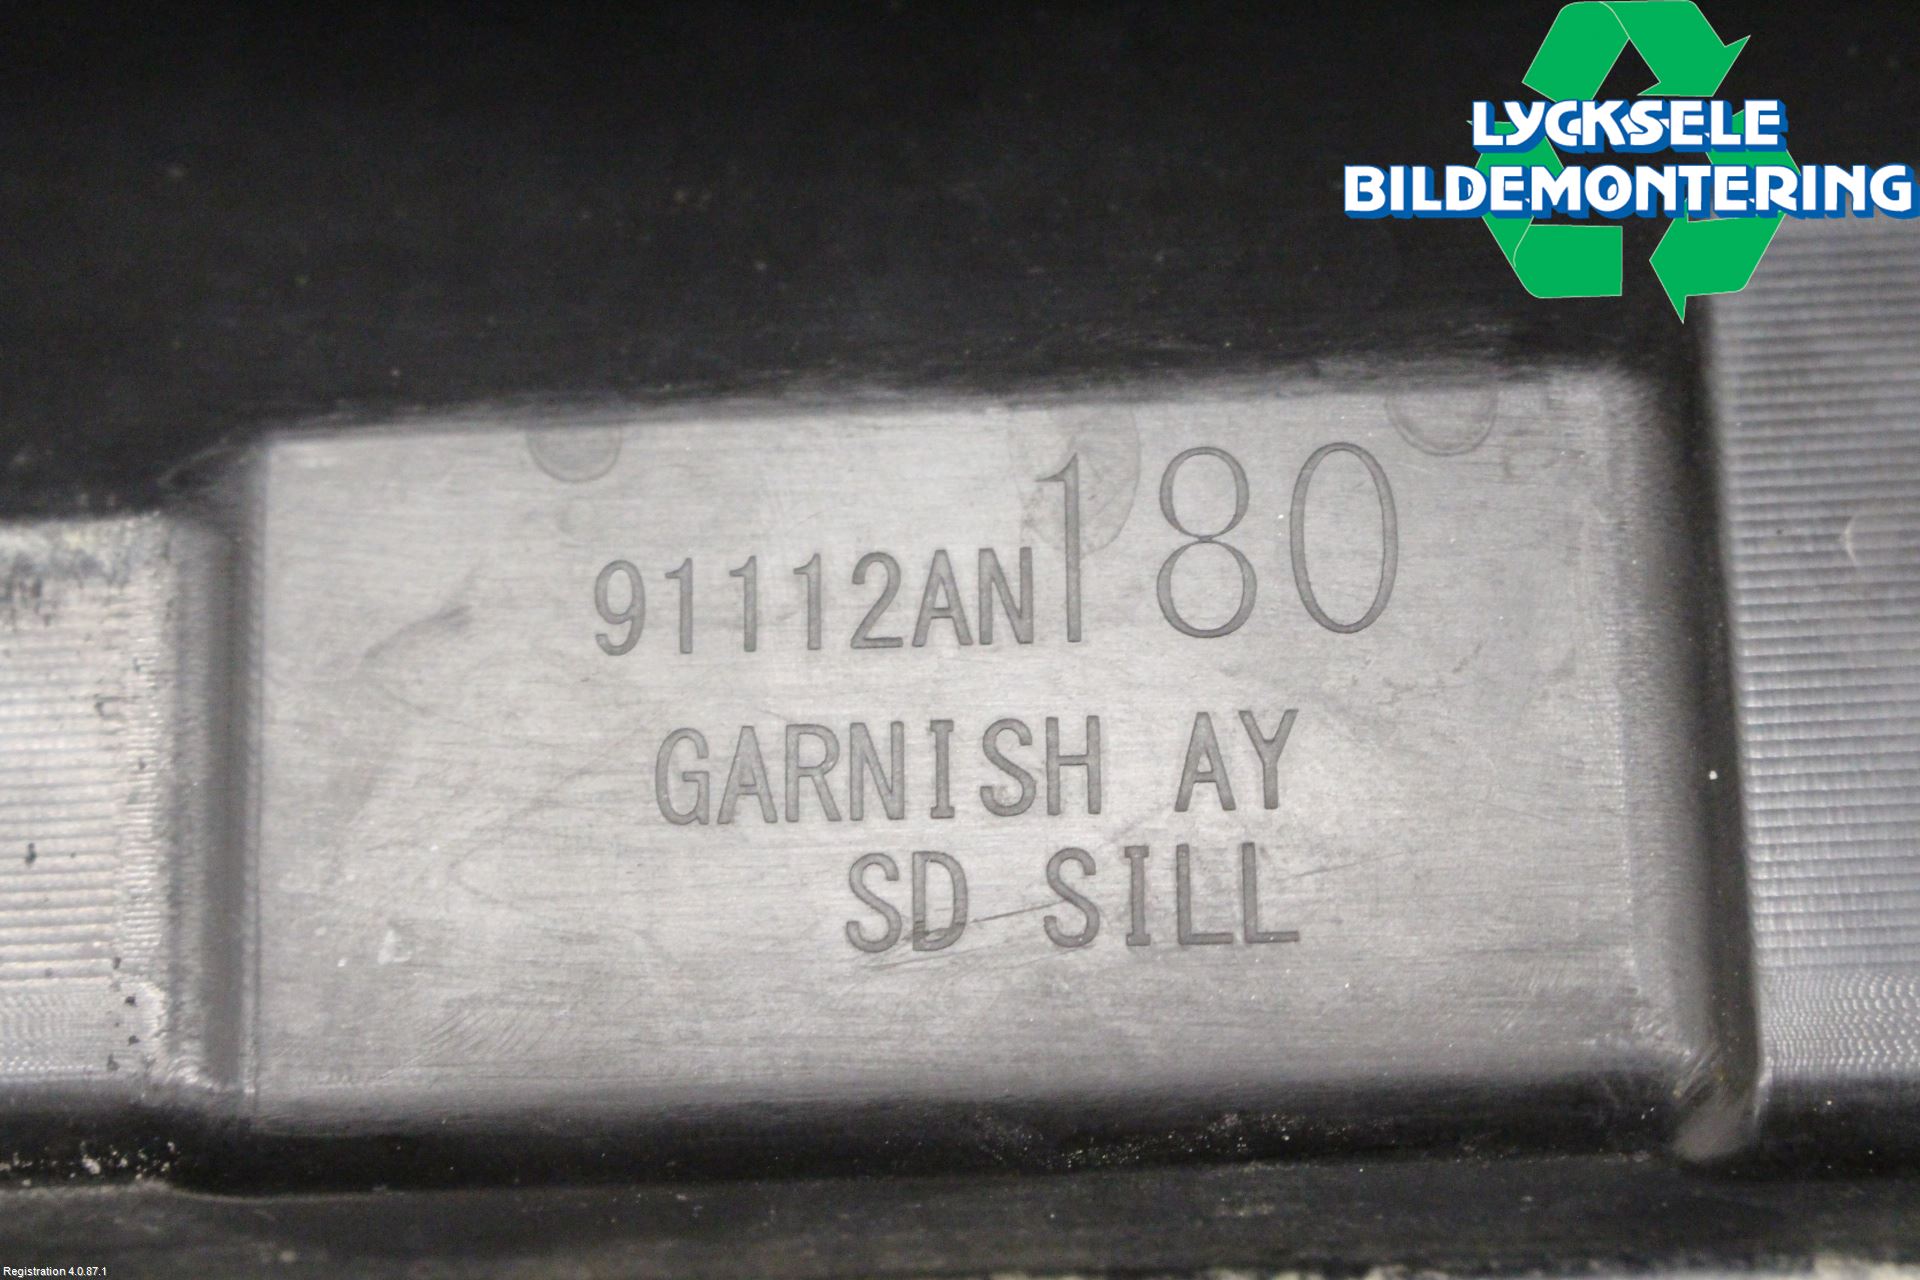 LYCKSELE
BILDEMONTERING
91112AN180
GARNISH AY
SD SILL
Registration 4.0.87.1